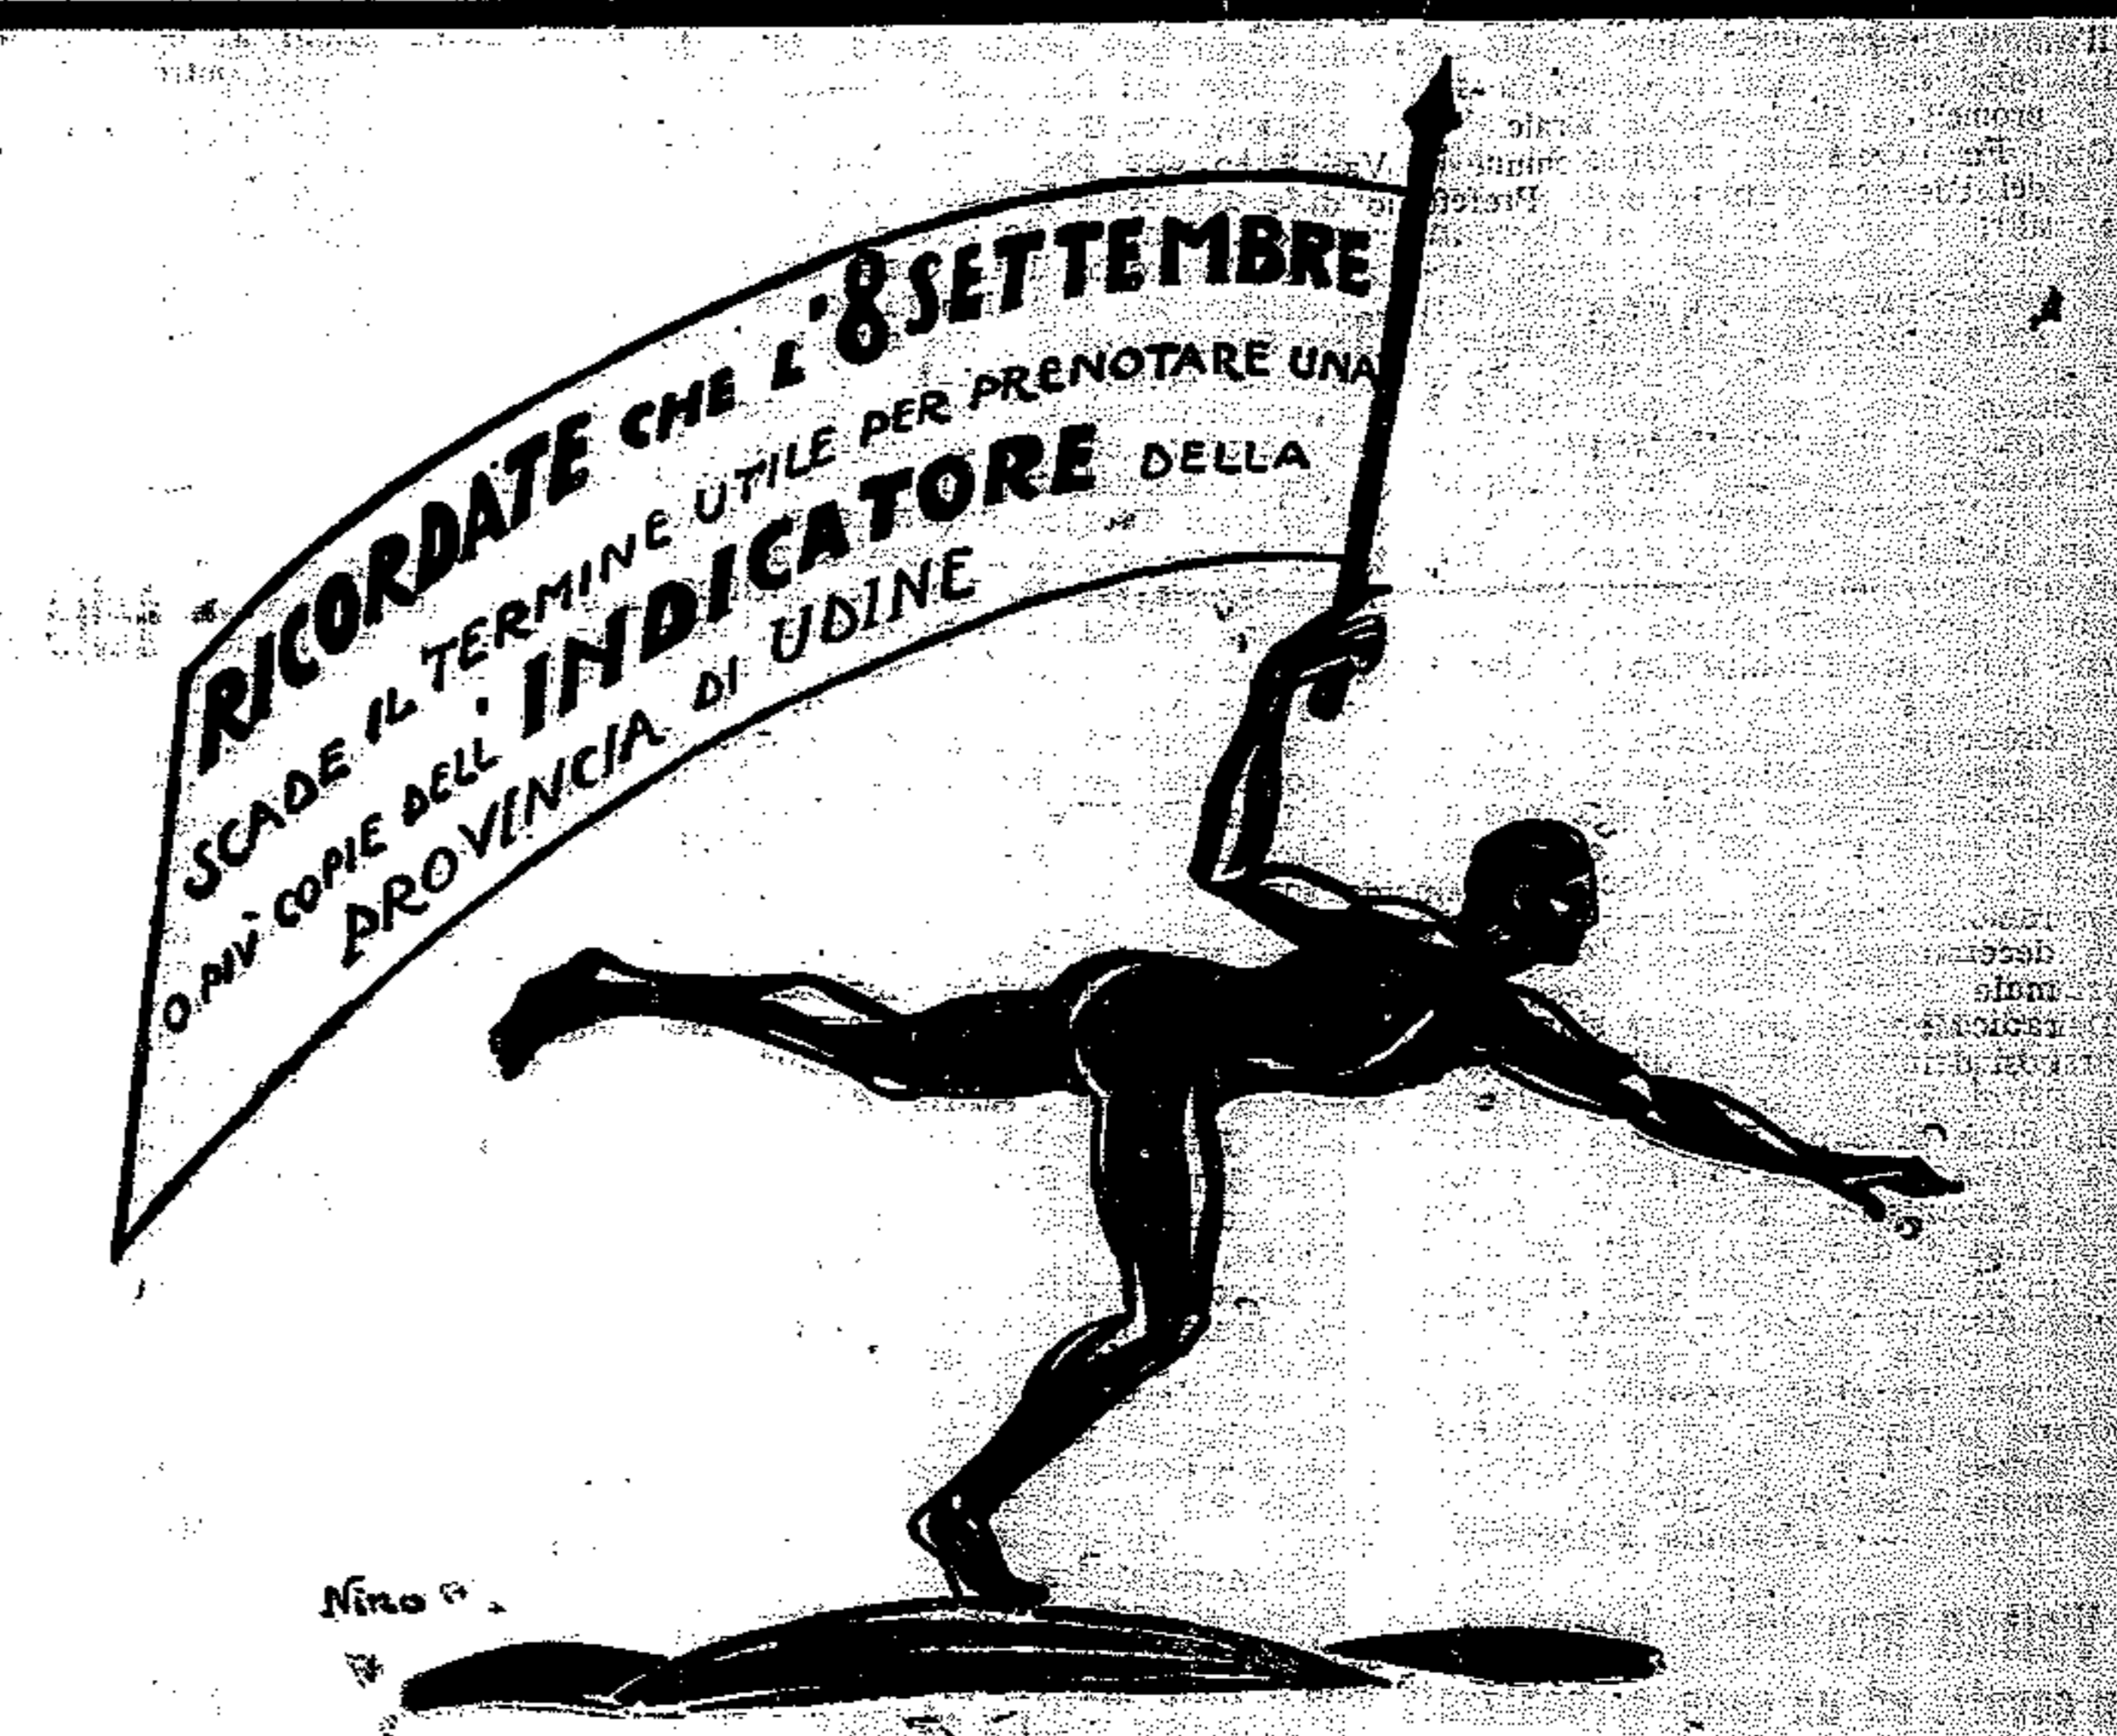 RICORDATE CHE L'8 SETTEMBRE
SCADE IL TERMINE UTILE PER PRENOTARE UNA
O PIÙ COPIE DELL'INDICATORE DELLA
PROVINCIA DI UDINE
Nino